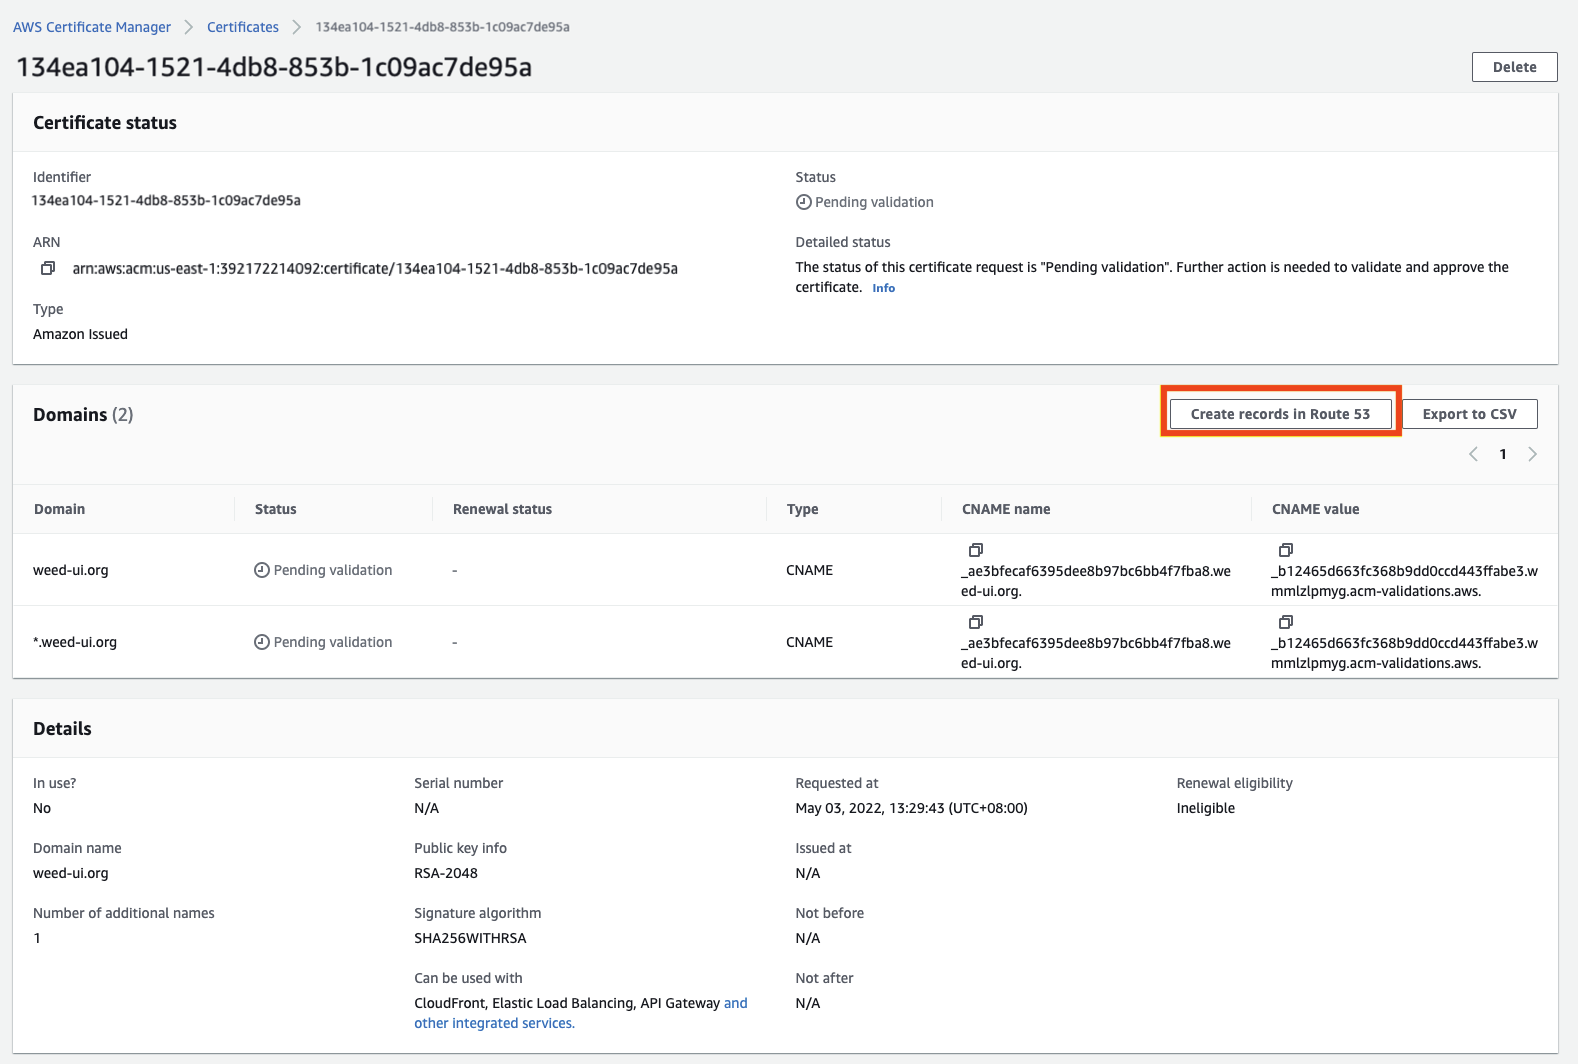 AWS Certificate Manager > Certificates > 134ea104-1521-4db8-853b-1c09ac7de95a
134ea104-1521-4db8-853b-1c09ac7de95a
Delete
Certificate status
Identifier
134ea104-1521-4db8-853b-1c09ac7de95a
ARN
arn:aws:acm:us-east-1:392172214092:certificate/134ea104-1521-4db8-853b-1c09ac7de95a
Type
Amazon Issued
Status
Pending validation
Detailed status
The status of this certificate request is "Pending validation". Further action is needed to validate and approve the
certificate. Info
Domains (2)
Create records in Route 53
Export to CSV
< 1 >
Domain Status Renewal status Type CNAME name CNAME value
weed-ui.org Pending validation - CNAME
_ae3bfecaf6395dee8b97bc6bb4f7fba8.we
ed-ui.org.
_b12465d663fc368b9dd0ccd443ffabe3.w
mmlzlpmyg.acm-validations.aws.
*.weed-ui.org Pending validation - CNAME
_ae3bfecaf6395dee8b97bc6bb4f7fba8.we
ed-ui.org.
_b12465d663fc368b9dd0ccd443ffabe3.w
mmlzlpmyg.acm-validations.aws.
Details
In use?
No
Domain name
weed-ui.org
Number of additional names
1
Serial number
N/A
Public key info
RSA-2048
Signature algorithm
SHA256WITHRSA
Can be used with
CloudFront, Elastic Load Balancing, API Gateway and
other integrated services.
Requested at
May 03, 2022, 13:29:43 (UTC+08:00)
Issued at
N/A
Not before
N/A
Not after
N/A
Renewal eligibility
Ineligible